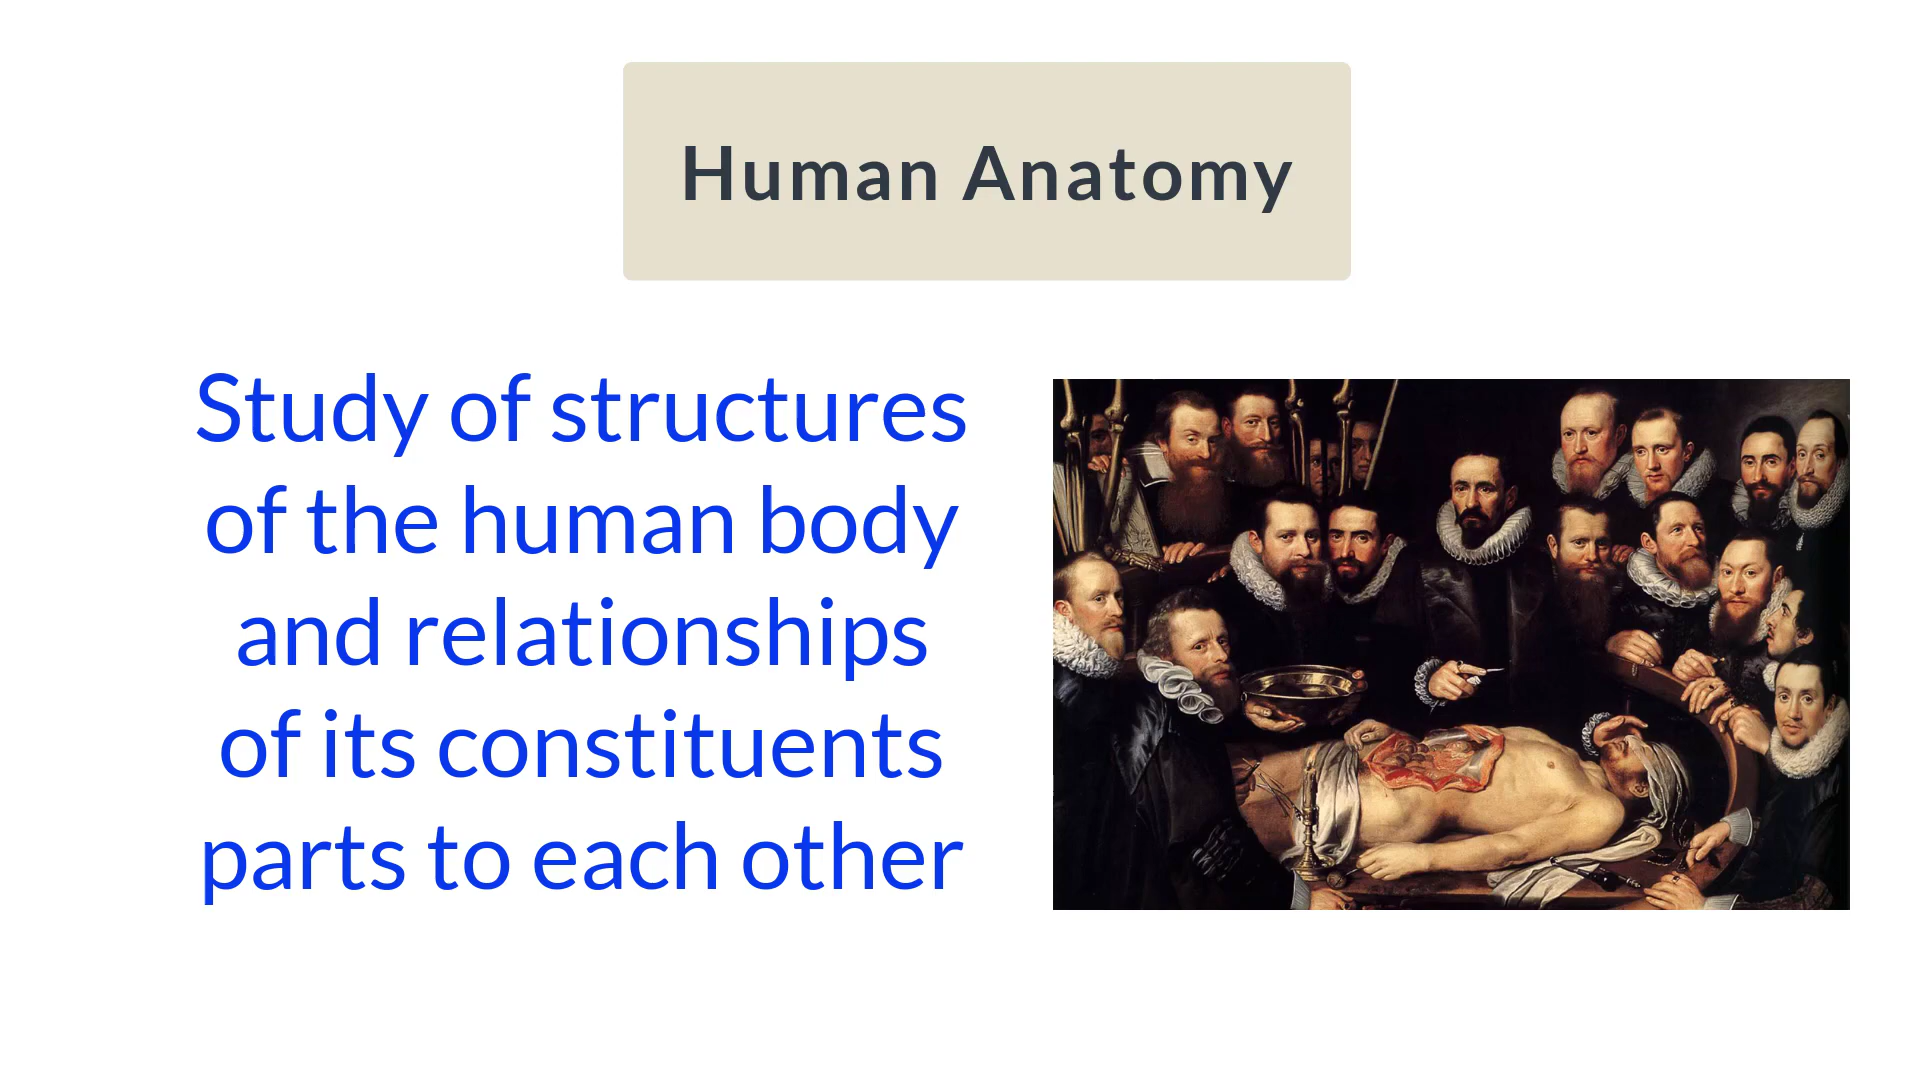 Human Anatomy
Study of structures
of the human body
and relationships
of its constituents
parts to each other